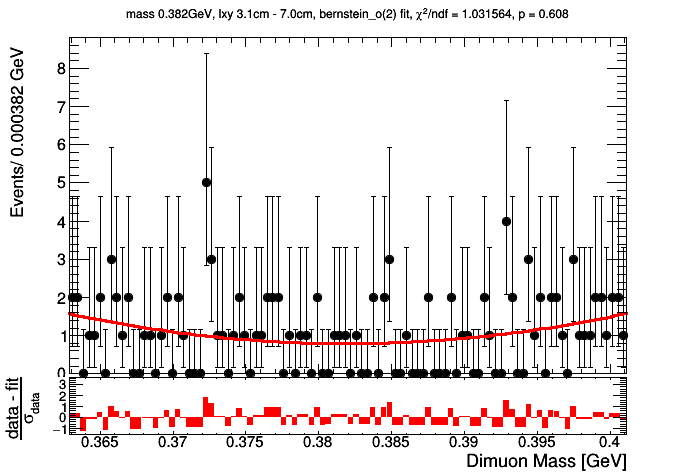 mass 0.382GeV, lxy 3.1cm - 7.0cm, bernstein_o(2) fit, χ²/ndf = 1.031564, p = 0.608
Events/ 0.000382 GeV
8
7
6
5
4
3
2
1
0
data - fit
σdata
3
2
1
0
−1
0.365 0.37 0.375 0.38 0.385 0.39 0.395 0.4
Dimuon Mass [GeV]